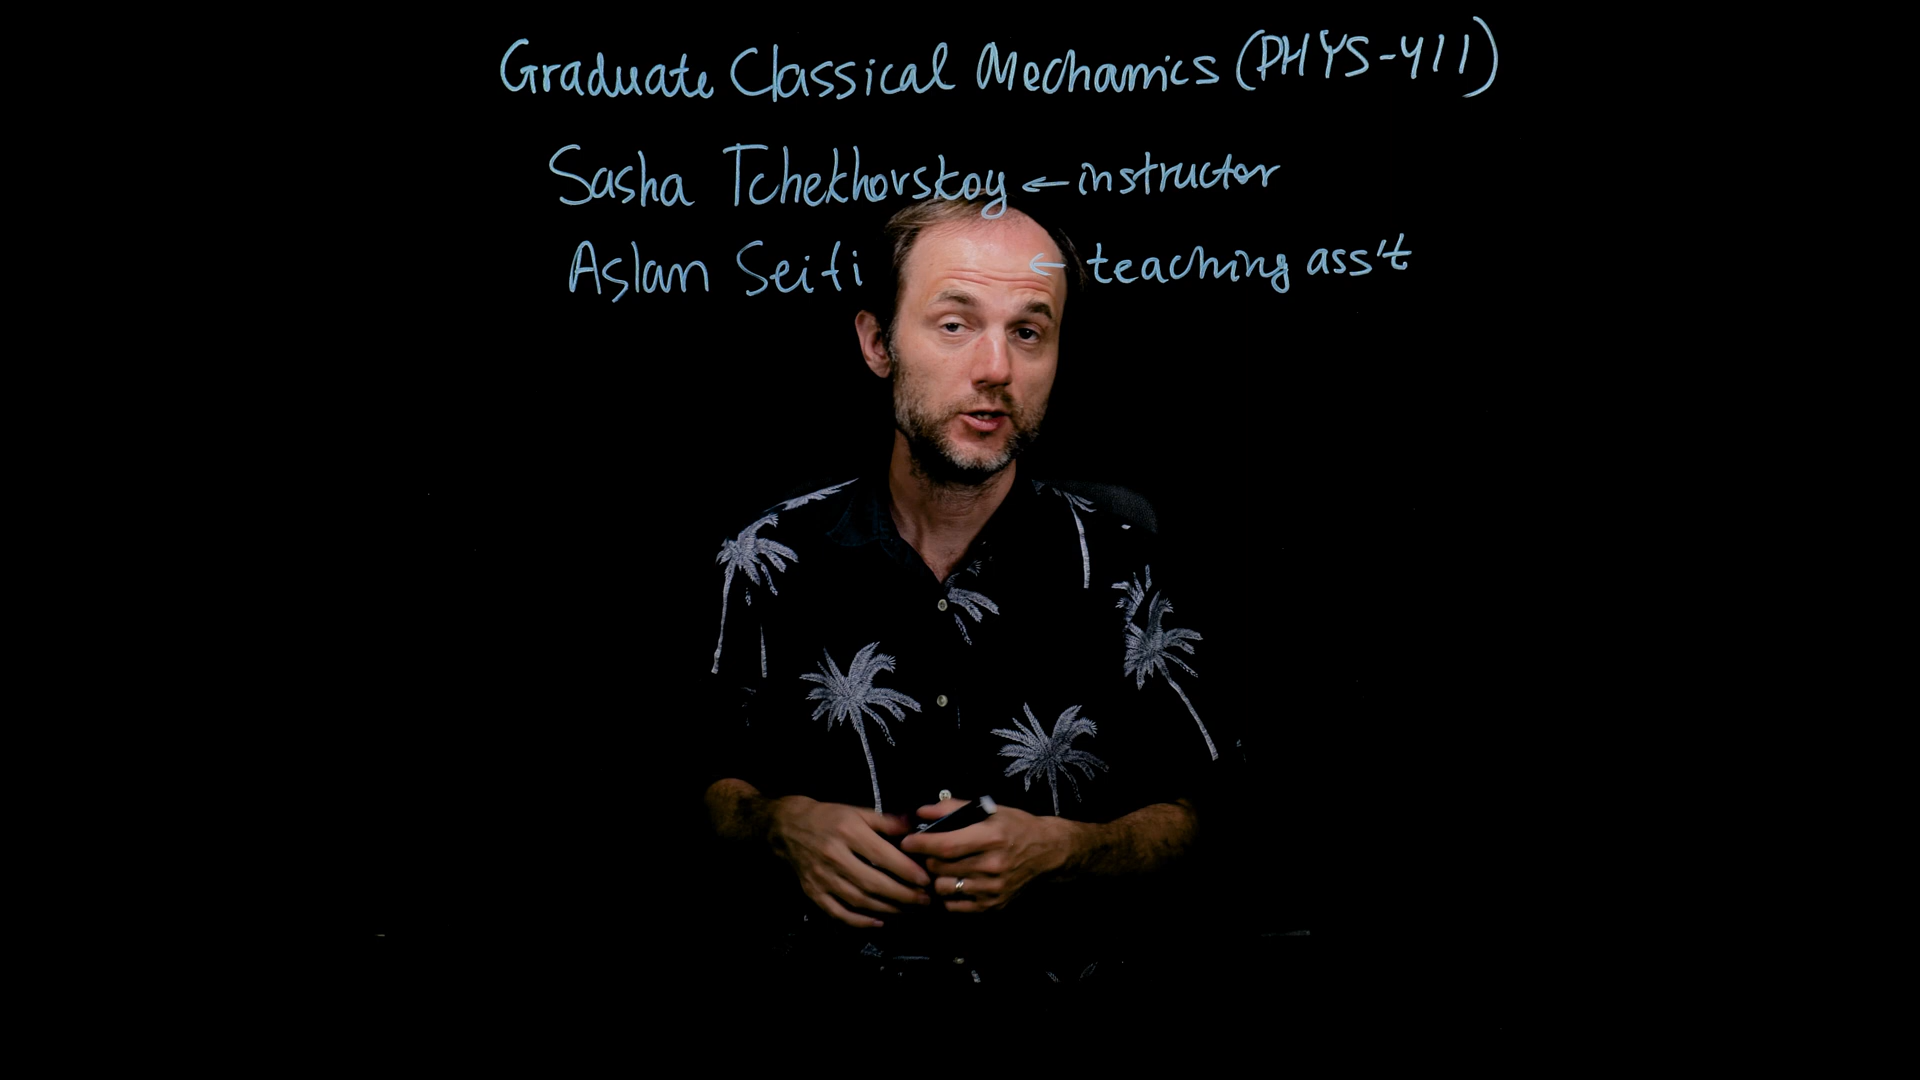 Graduate Classical Mechanics (PHYS-411)
Sasha Tchekhovskoy ← instructor
Aslan Seifi ← teaching ass't